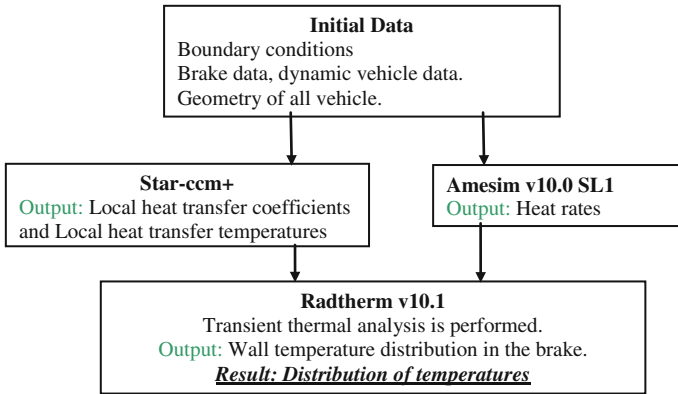 Initial Data
Boundary conditions
Brake data, dynamic vehicle data.
Geometry of all vehicle.
Star-ccm+
Output: Local heat transfer coefficients
and Local heat transfer temperatures
Amesim v10.0 SL1
Output: Heat rates
Radtherm v10.1
Transient thermal analysis is performed.
Output: Wall temperature distribution in the brake.
Result: Distribution of temperatures